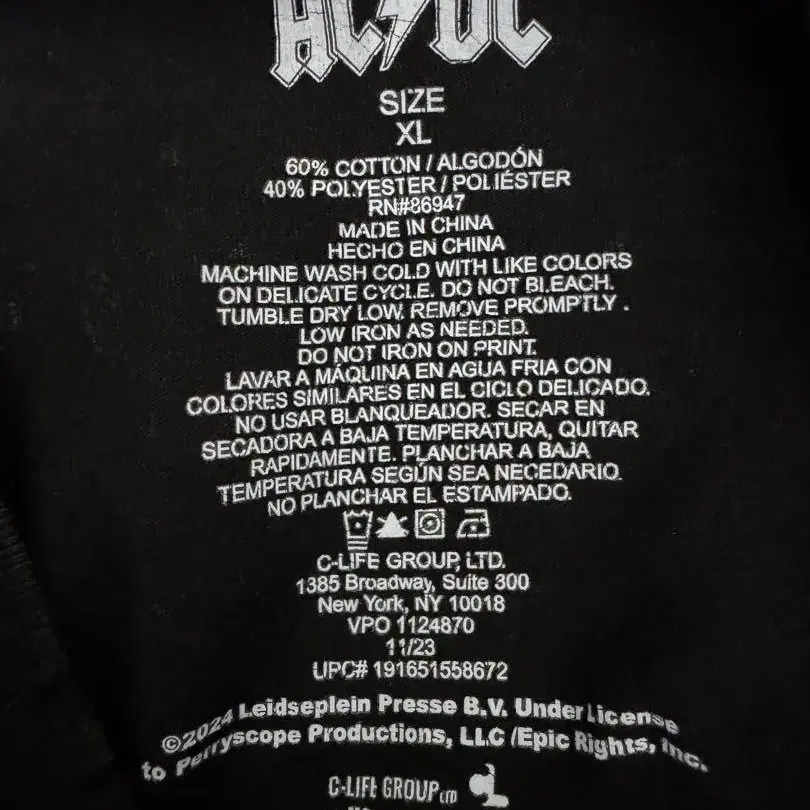 AC/DC
SIZE
XL
60% COTTON / ALGODÓN
40% POLYESTER / POLIÉSTER
RN#86947
MADE IN CHINA
HECHO EN CHINA
MACHINE WASH COLD WITH LIKE COLORS
ON DELICATE CYCLE. DO NOT BLEACH.
TUMBLE DRY LOW. REMOVE PROMPTLY.
LOW IRON AS NEEDED.
DO NOT IRON ON PRINT.
LAVAR A MÁQUINA EN AGUA FRIA CON
COLORES SIMILARES EN EL CICLO DELICADO.
NO USAR BLANQUEADOR. SECAR EN
SECADORA A BAJA TEMPERATURA, QUITAR
RAPIDAMENTE. PLANCHAR A BAJA
TEMPERATURA SEGÚN SEA NECEDARIO.
NO PLANCHAR EL ESTAMPADO.
C-LIFE GROUP, LTD.
1385 Broadway, Suite 300
New York, NY 10018
VPO 1124870
11/23
UPC# 191651558672
©2024 Leidseplein Presse B.V. Under License
to Perryscope Productions, LLC /Epic Rights, Inc.
C-LIFE GROUP LTD